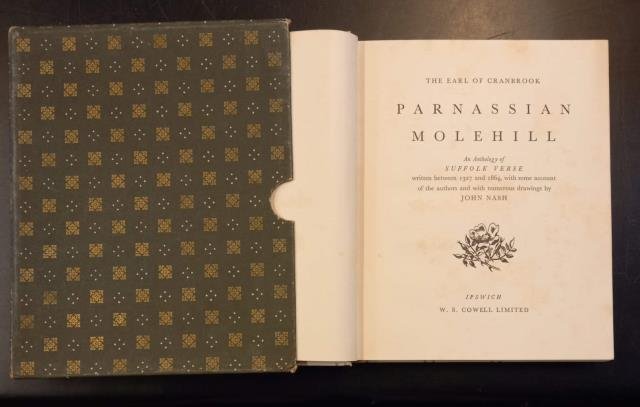 THE EARL OF CRANBROOK
PARNASSIAN
MOLEHILL
An Anthology of
SUFFOLK VERSE
written between 1327 and 1864, with some account
of the authors and with numerous drawings by
JOHN NASH
IPSWICH
W. S. COWELL LIMITED